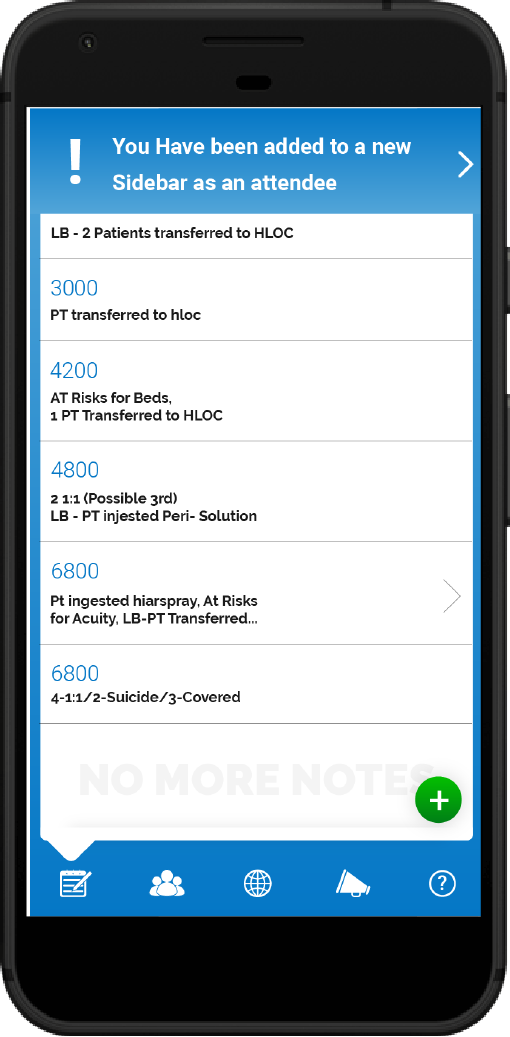 You Have been added to a new
Sidebar as an attendee
LB - 2 Patients transferred to HLOC
3000
PT transferred to hloc
4200
AT Risks for Beds,
1 PT Transferred to HLOC
4800
2 1:1 (Possible 3rd)
LB - PT injested Peri- Solution
6800
Pt ingested hiarspray, At Risks
for Acuity, LB-PT Transferred...
6800
4-1:1/2-Suicide/3-Covered
NO MORE NOTES